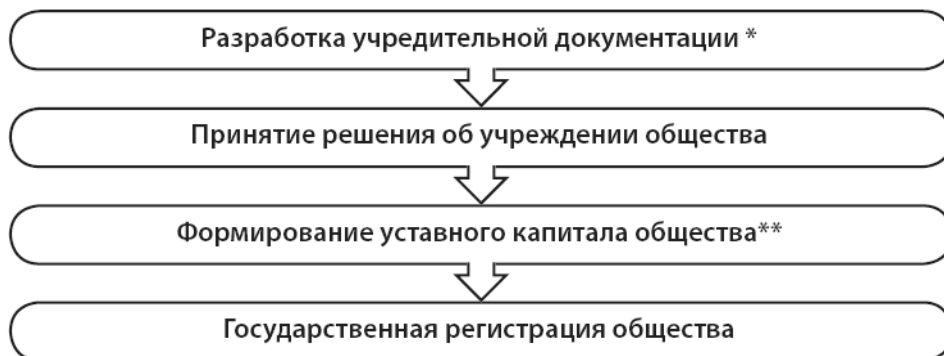 Разработка учредительной документации *
Принятие решения об учреждении общества
Формирование уставного капитала общества**
Государственная регистрация общества